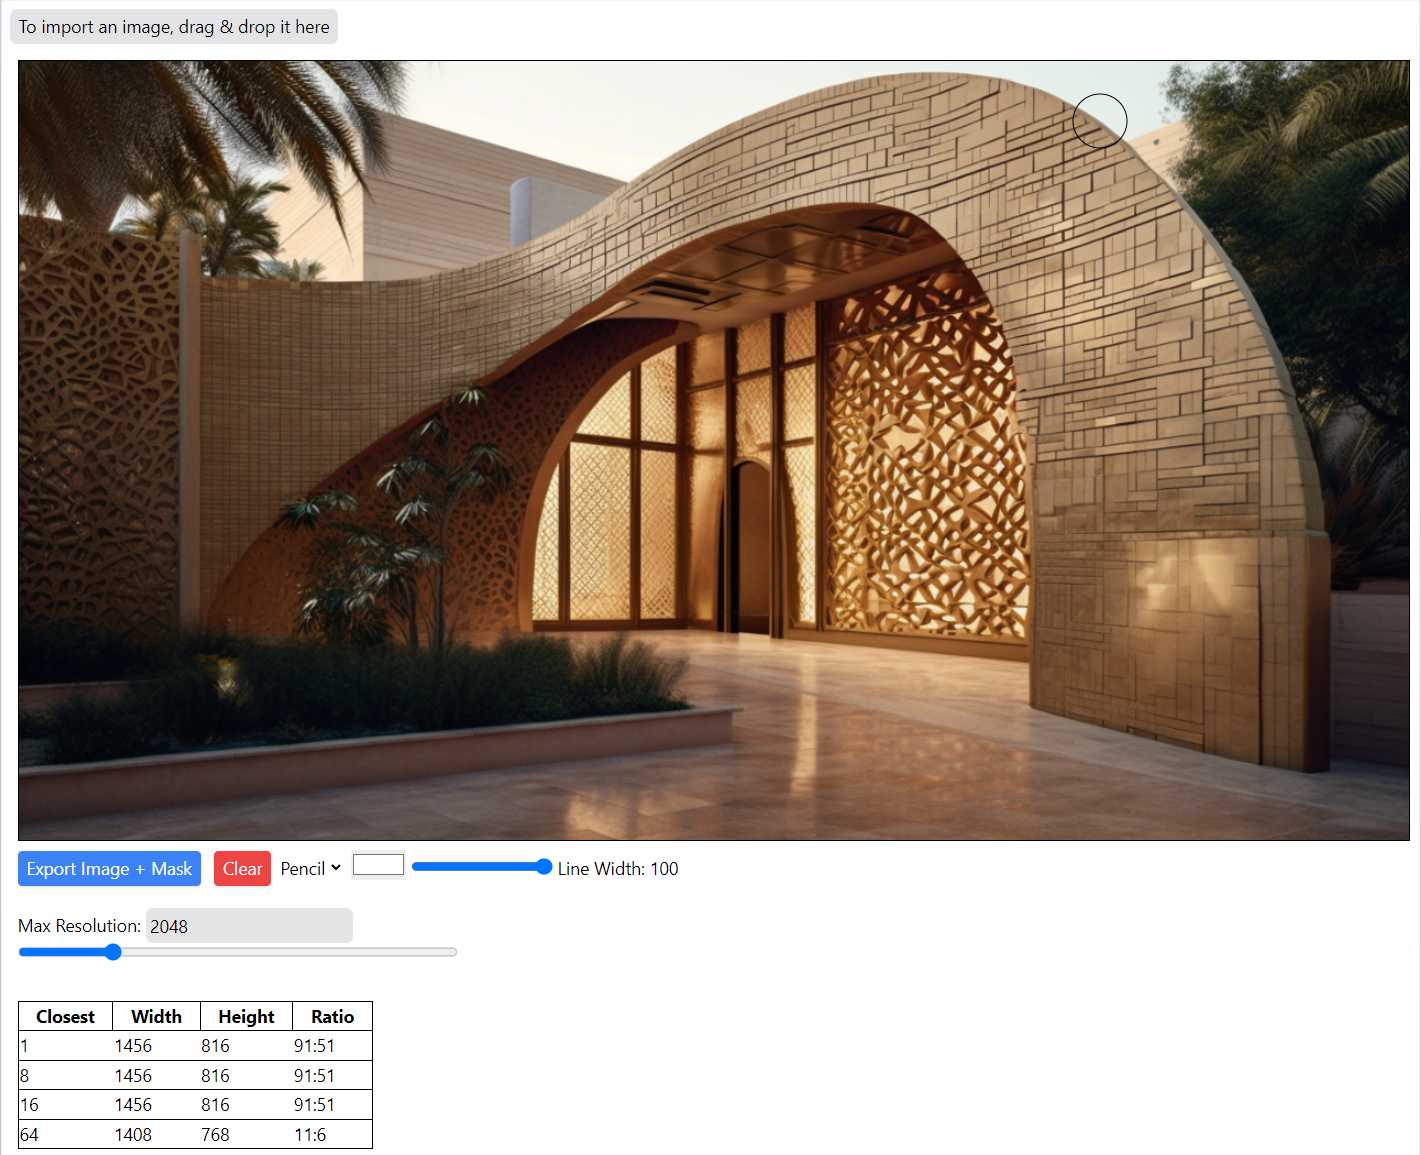 To import an image, drag & drop it here
Export Image + Mask Clear Pencil Line Width: 100
Max Resolution: 2048
Closest Width Height Ratio
1 1456 816 91:51
8 1456 816 91:51
16 1456 816 91:51
64 1408 768 11:6